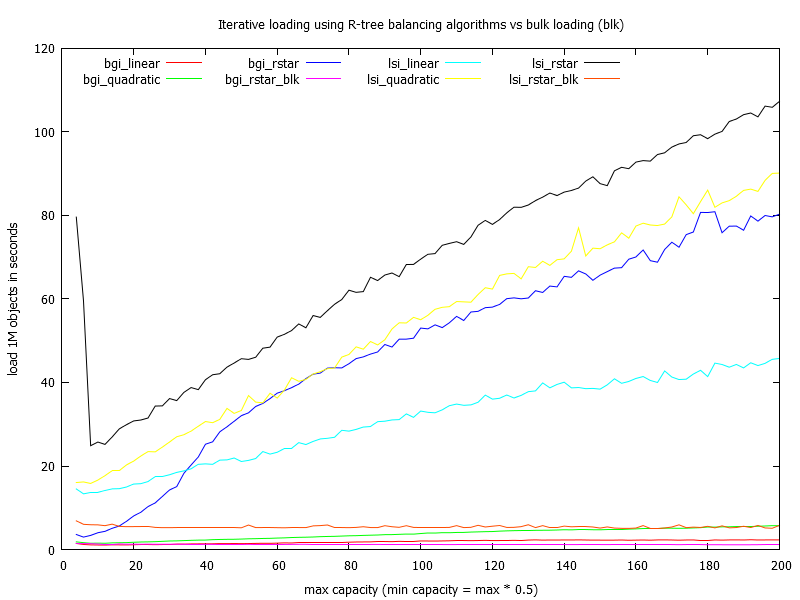 Iterative loading using R-tree balancing algorithms vs bulk loading (blk)
bgi_linear bgi_rstar lsi_linear lsi_rstar
bgi_quadratic bgi_rstar_blk lsi_quadratic lsi_rstar_blk
load 1M objects in seconds
120
100
80
60
40
20
0
0 20 40 60 80 100 120 140 160 180 200
max capacity (min capacity = max * 0.5)